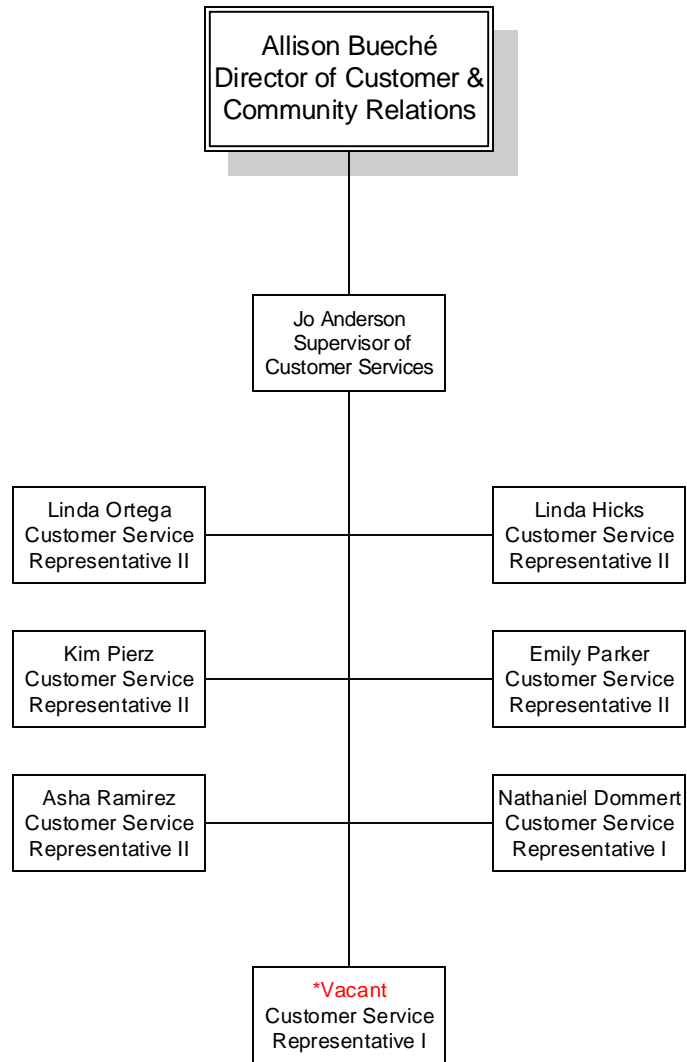 Allison Bueché
Director of Customer &
Community Relations
Jo Anderson
Supervisor of
Customer Services
Linda Ortega
Customer Service
Representative II
Linda Hicks
Customer Service
Representative II
Kim Pierz
Customer Service
Representative II
Emily Parker
Customer Service
Representative II
Asha Ramirez
Customer Service
Representative II
Nathaniel Dommert
Customer Service
Representative I
*Vacant
Customer Service
Representative I